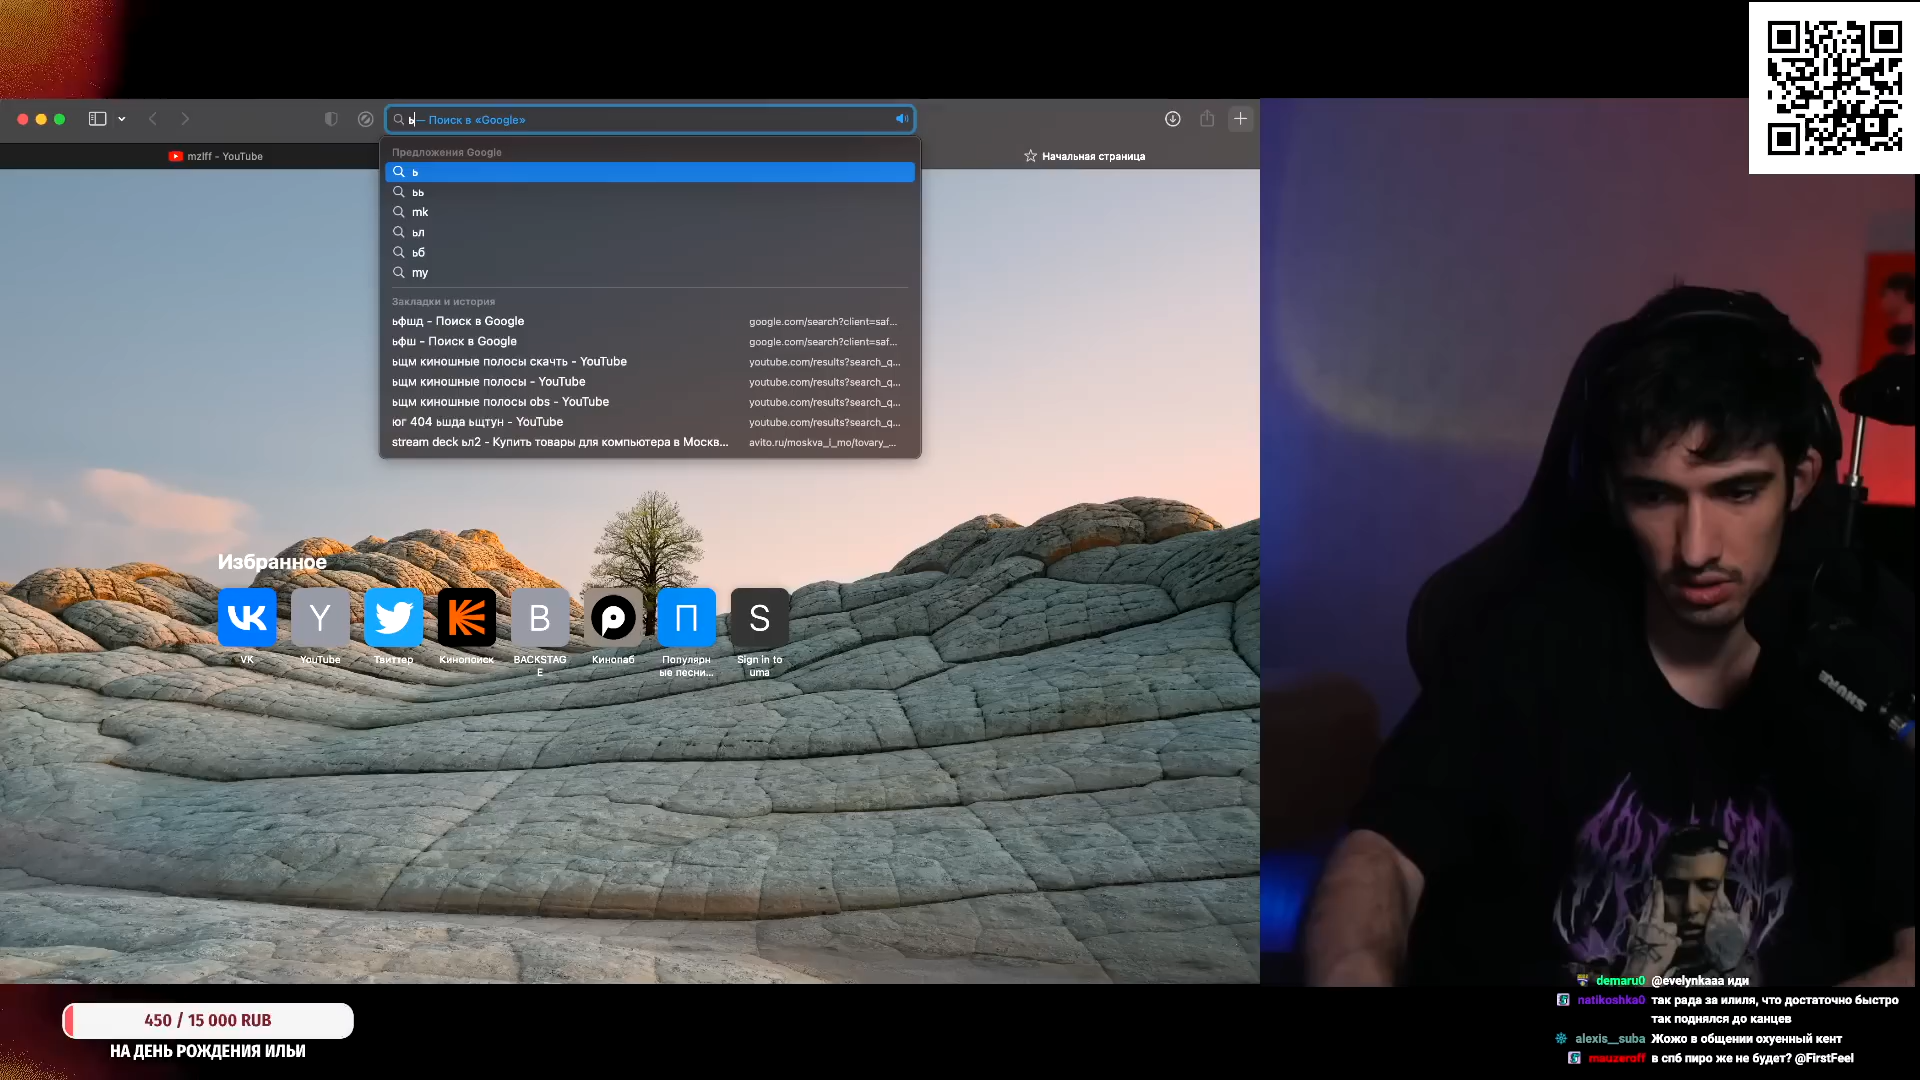 ь — Поиск в «Google»
mzlff - YouTube
Начальная страница
Предложения Google
ь
ьь
mk
ьл
ьб
my
Закладки и история
ьфшд - Поиск в Google google.com/search?client=saf...
ьфш - Поиск в Google google.com/search?client=saf...
ьщм киношные полосы скачть - YouTube youtube.com/results?search_q...
ьщм киношные полосы - YouTube youtube.com/results?search_q...
ьщм киношные полосы obs - YouTube youtube.com/results?search_q...
юг 404 ьшда ьщтун - YouTube youtube.com/results?search_q...
stream deck ьл2 - Купить товары для компьютера в Москв... avito.ru/moskva_i_mo/tovary_...
Избранное
Y
B
П
S
VK
YouTube
Твиттер
Кинопоиск
BACKSTAG
E
Кинопаб
Популярн
ые песни...
Sign in to
uma
SHURE
450 / 15 000 RUB
НА ДЕНЬ РОЖДЕНИЯ ИЛЬИ
demaru0 @evelynkaaa иди
natikoshka0 так рада за илиля, что достаточно быстро
так поднялся до канцев
alexis__suba Жожо в общении охуенный кент
mauzeroff в спб пиро же не будет? @FirstFeel